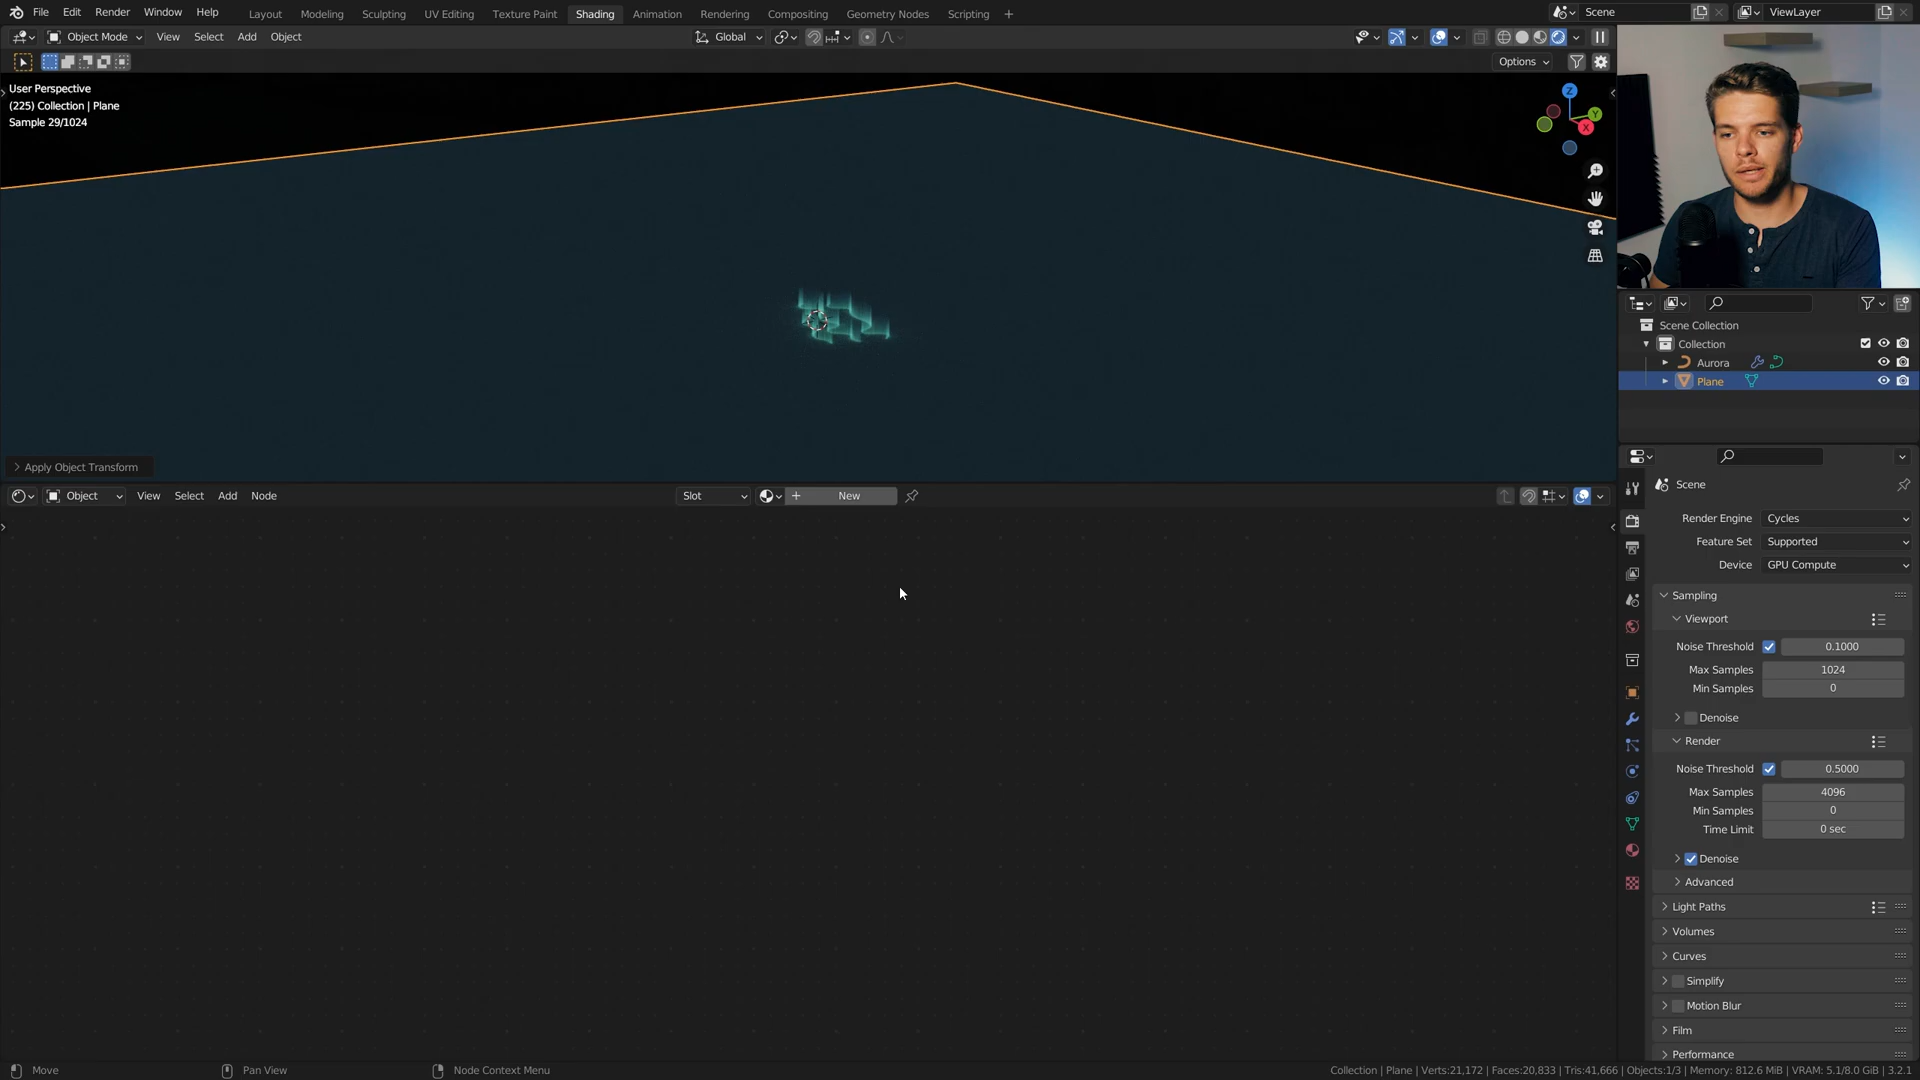 File Edit Render Window Help Layout Modeling Sculpting UV Editing Texture Paint Shading Animation Rendering Compositing Geometry Nodes Scripting + Scene ViewLayer
Object Mode View Select Add Object Global
Options
User Perspective
(225) Collection | Plane
Sample 29/1024
Z
Y
X
Scene Collection
Collection
Aurora
Plane
Apply Object Transform
Object View Select Add Node Slot New
Scene
Render Engine Cycles
Feature Set Supported
Device GPU Compute
Sampling
Viewport
Noise Threshold 0.1000
Max Samples 1024
Min Samples 0
Denoise
Render
Noise Threshold 0.5000
Max Samples 4096
Min Samples 0
Time Limit 0 sec
Denoise
Advanced
Light Paths
Volumes
Curves
Simplify
Motion Blur
Film
Performance
Move Pan View Node Context Menu Collection | Plane | Verts:21,172 | Faces:20,833 | Tris:41,666 | Objects:1/3 | Memory: 812.6 MiB | VRAM: 5.1/8.0 GiB | 3.2.1